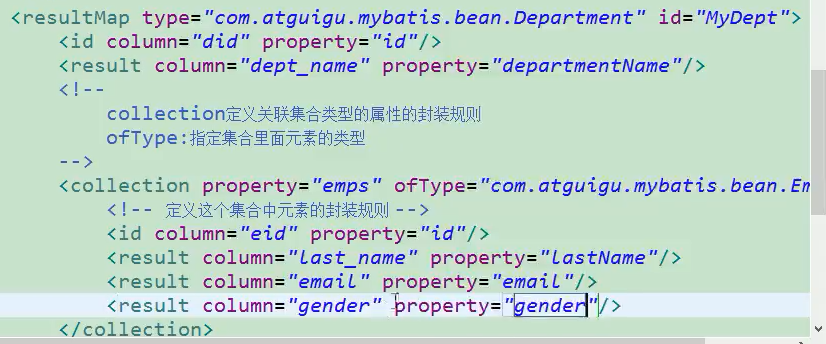 <resultMap type="com.atguigu.mybatis.bean.Department" id="MyDept">
<id column="did" property="id"/>
<result column="dept_name" property="departmentName"/>
<!--
collection定义关联集合类型的属性的封装规则
ofType:指定集合里面元素的类型
-->
<collection property="emps" ofType="com.atguigu.mybatis.bean.Em
<!-- 定义这个集合中元素的封装规则 -->
<id column="eid" property="id"/>
<result column="last_name" property="lastName"/>
<result column="email" property="email"/>
<result column="gender" property="gender"/>
</collection>